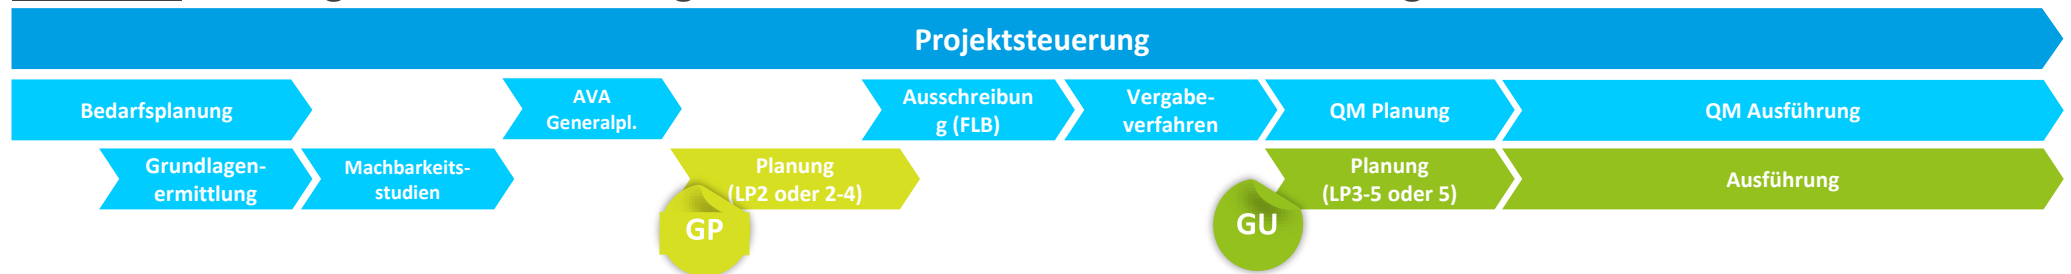 Projektsteuerung
Bedarfsplanung
AVA
Generalpl.
Ausschreibun
g (FLB)
Vergabe-
verfahren
QM Planung
QM Ausführung
Grundlagen-
ermittlung
Machbarkeits-
studien
Planung
(LP2 oder 2-4)
GP
Planung
(LP3-5 oder 5)
GU
Ausführung